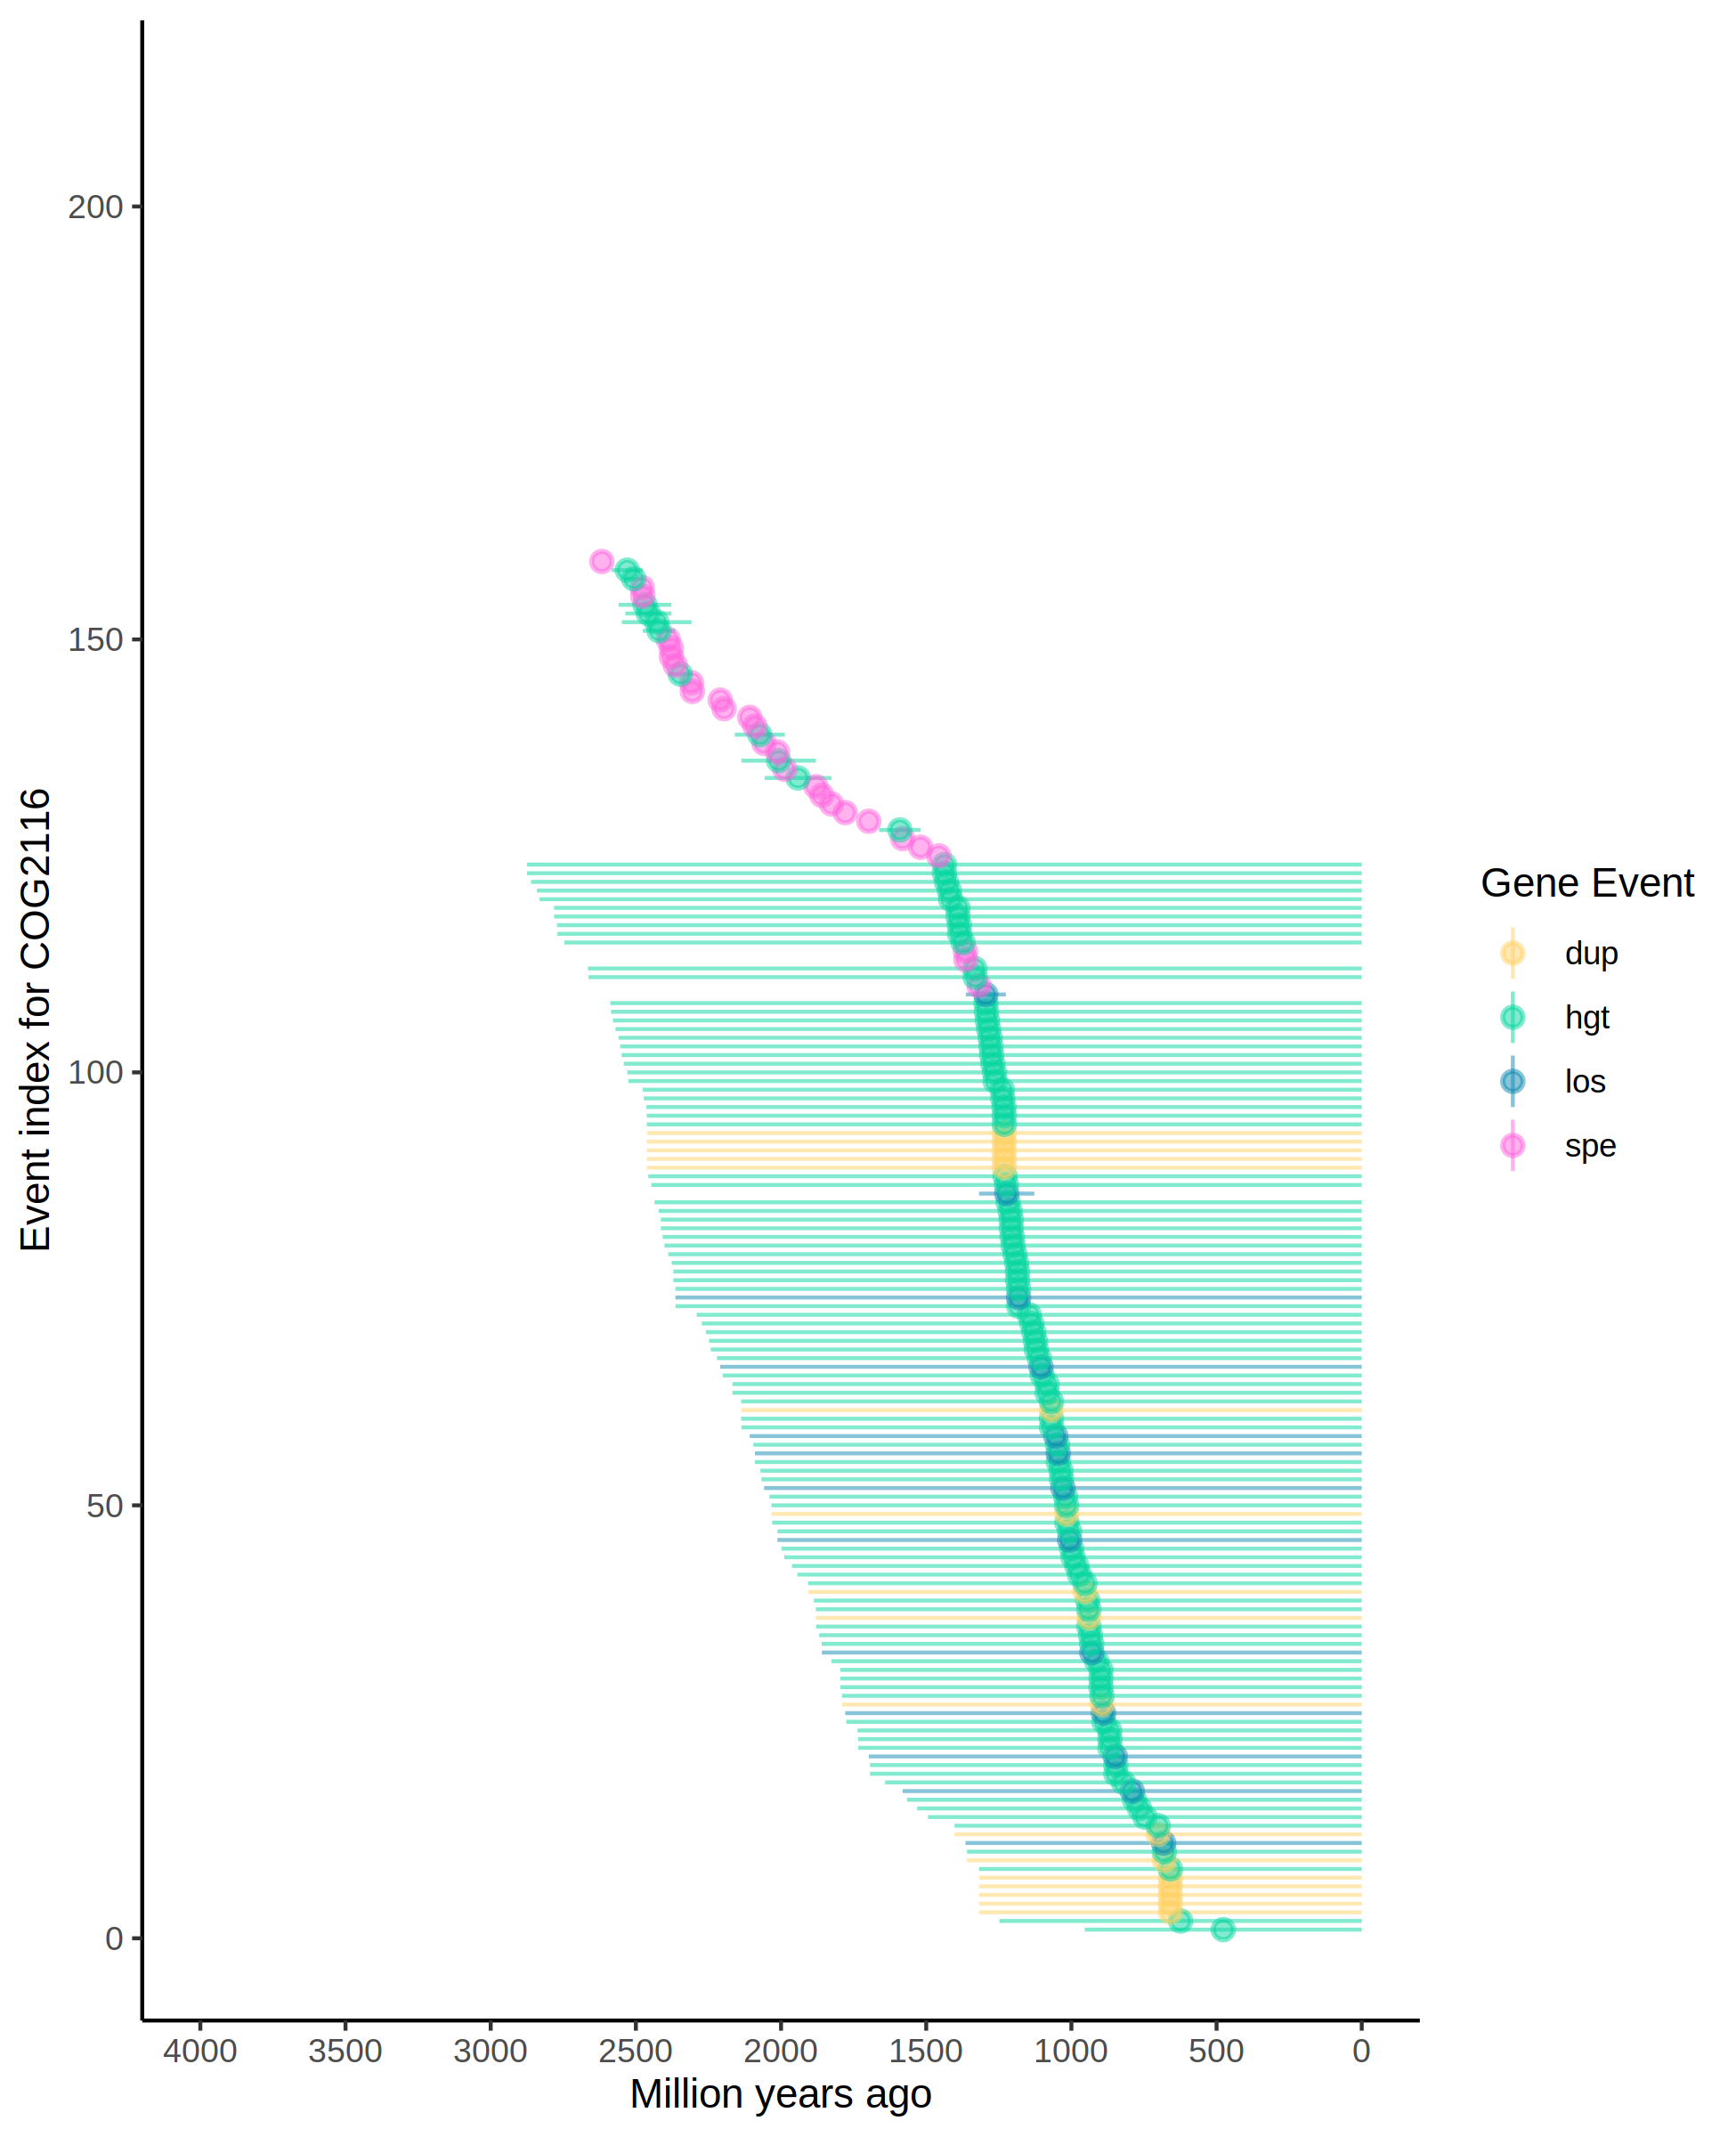 Event index for COG2116
200
150
100
50
0
4000 3500 3000 2500 2000 1500 1000 500 0
Million years ago
Gene Event
dup
hgt
los
spe